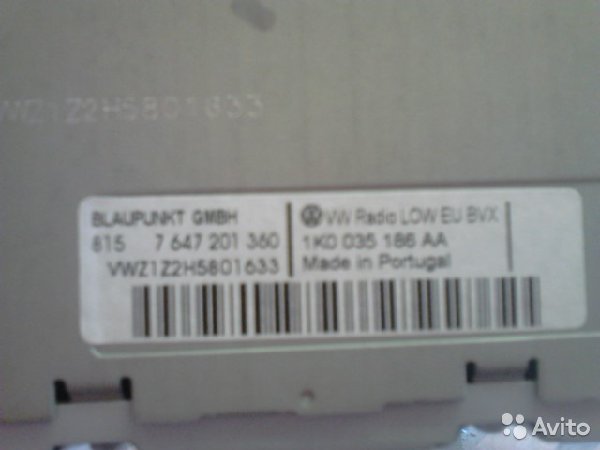 VWZ1Z2H5801633
BLAUPUNKT GMBH
815 7 647 201 360
VWZ1Z2H5801633
VW Radio LOW EU BVX
1K0 035 186 AA
Made in Portugal
Avito